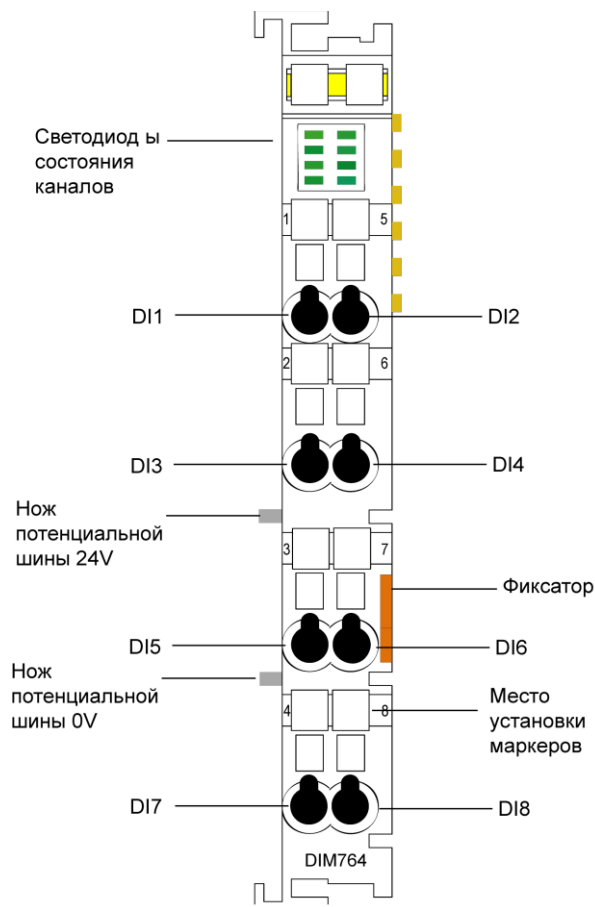 Светодиод ы
состояния
каналов
1 5
DI1 DI2
2 6
DI3 DI4
Нож
потенциальной
шины 24V
3 7
Фиксатор
DI5 DI6
Нож
потенциальной
шины 0V
4 8
Место
установки
маркеров
DI7 DI8
DIM764